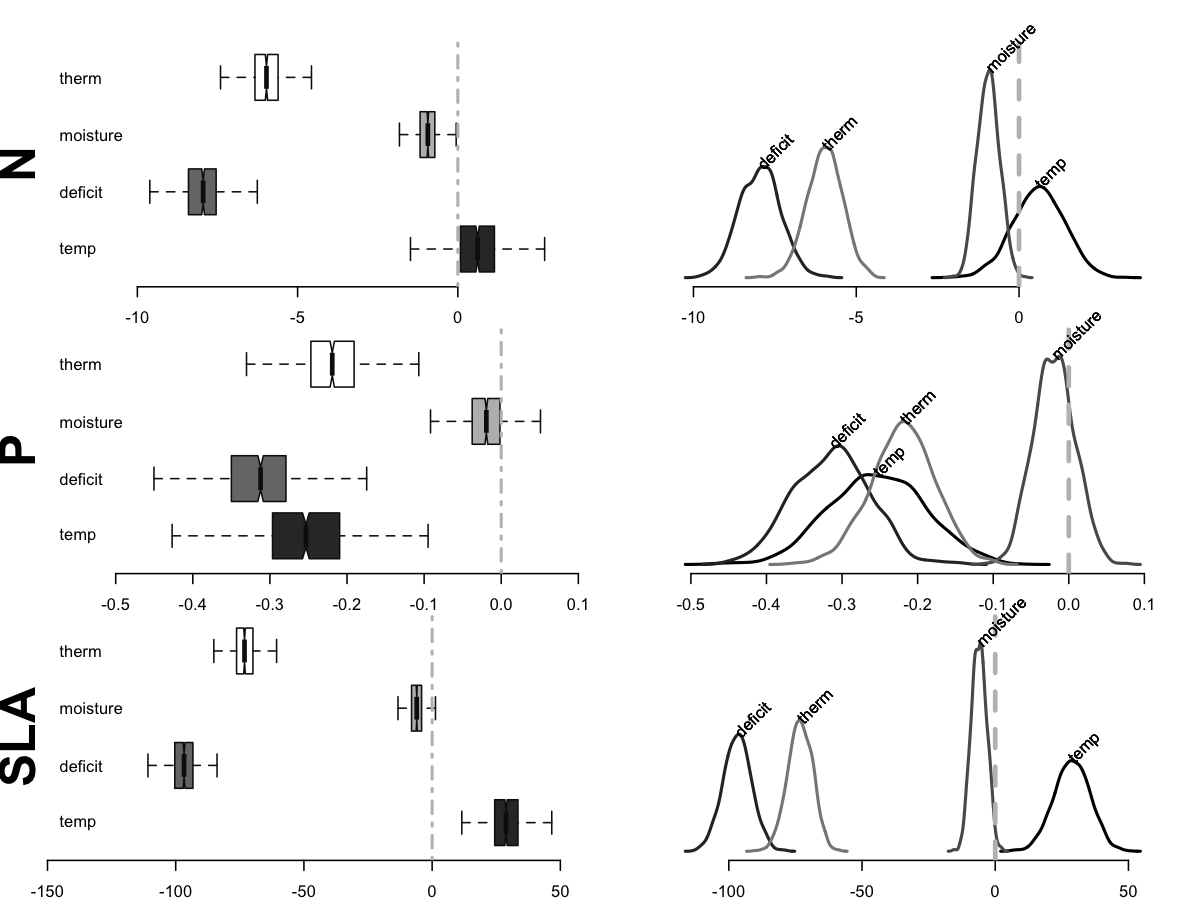 N
therm
moisture
deficit
temp
-10 -5 0
deficit therm moisture temp
-10 -5 0
P
therm
moisture
deficit
temp
-0.5 -0.4 -0.3 -0.2 -0.1 0.0 0.1
deficit therm temp moisture
-0.5 -0.4 -0.3 -0.2 -0.1 0.0 0.1
SLA
therm
moisture
deficit
temp
-150 -100 -50 0 50
deficit therm moisture temp
-100 -50 0 50